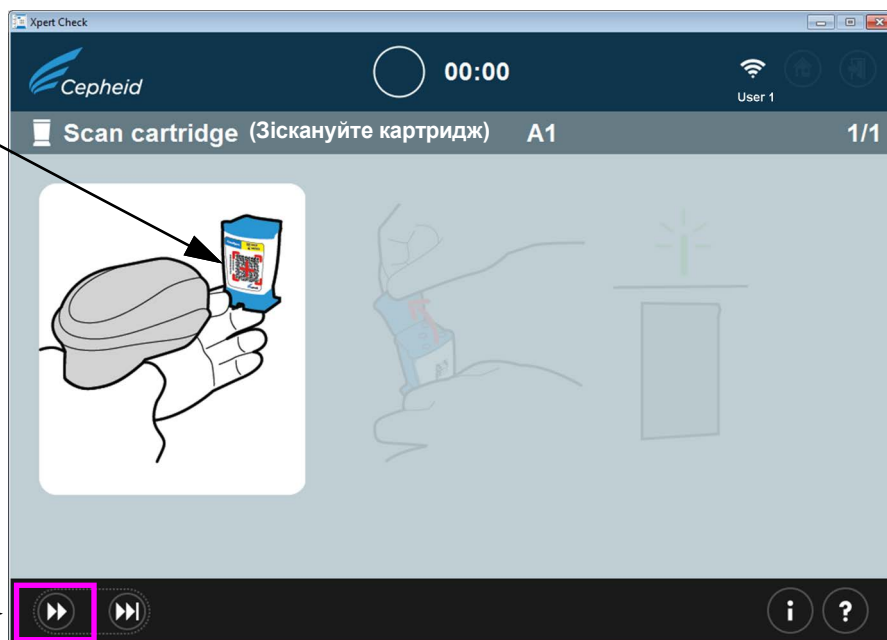 Xpert Check
Cepheid
00:00
User 1
Scan cartridge (Зіскануйте картридж) A1 1/1
i ?